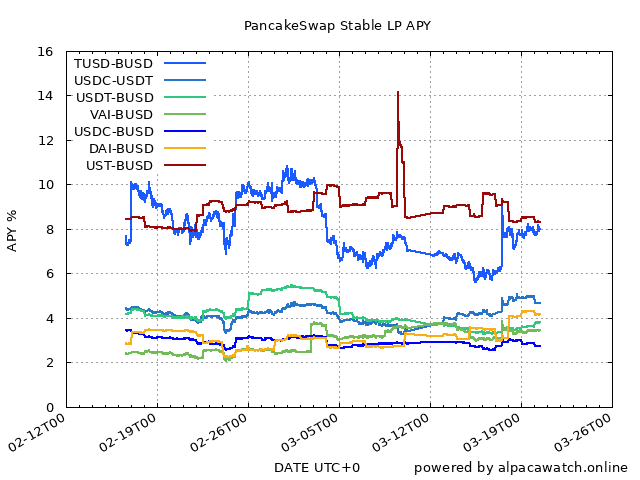 PancakeSwap Stable LP APY
16
14
12
10
8
6
4
2
0
APY %
TUSD-BUSD
USDC-USDT
USDT-BUSD
VAI-BUSD
USDC-BUSD
DAI-BUSD
UST-BUSD
02-12T00
02-19T00
02-26T00
03-05T00
03-12T00
03-19T00
03-26T00
DATE UTC+0
powered by alpacawatch.online